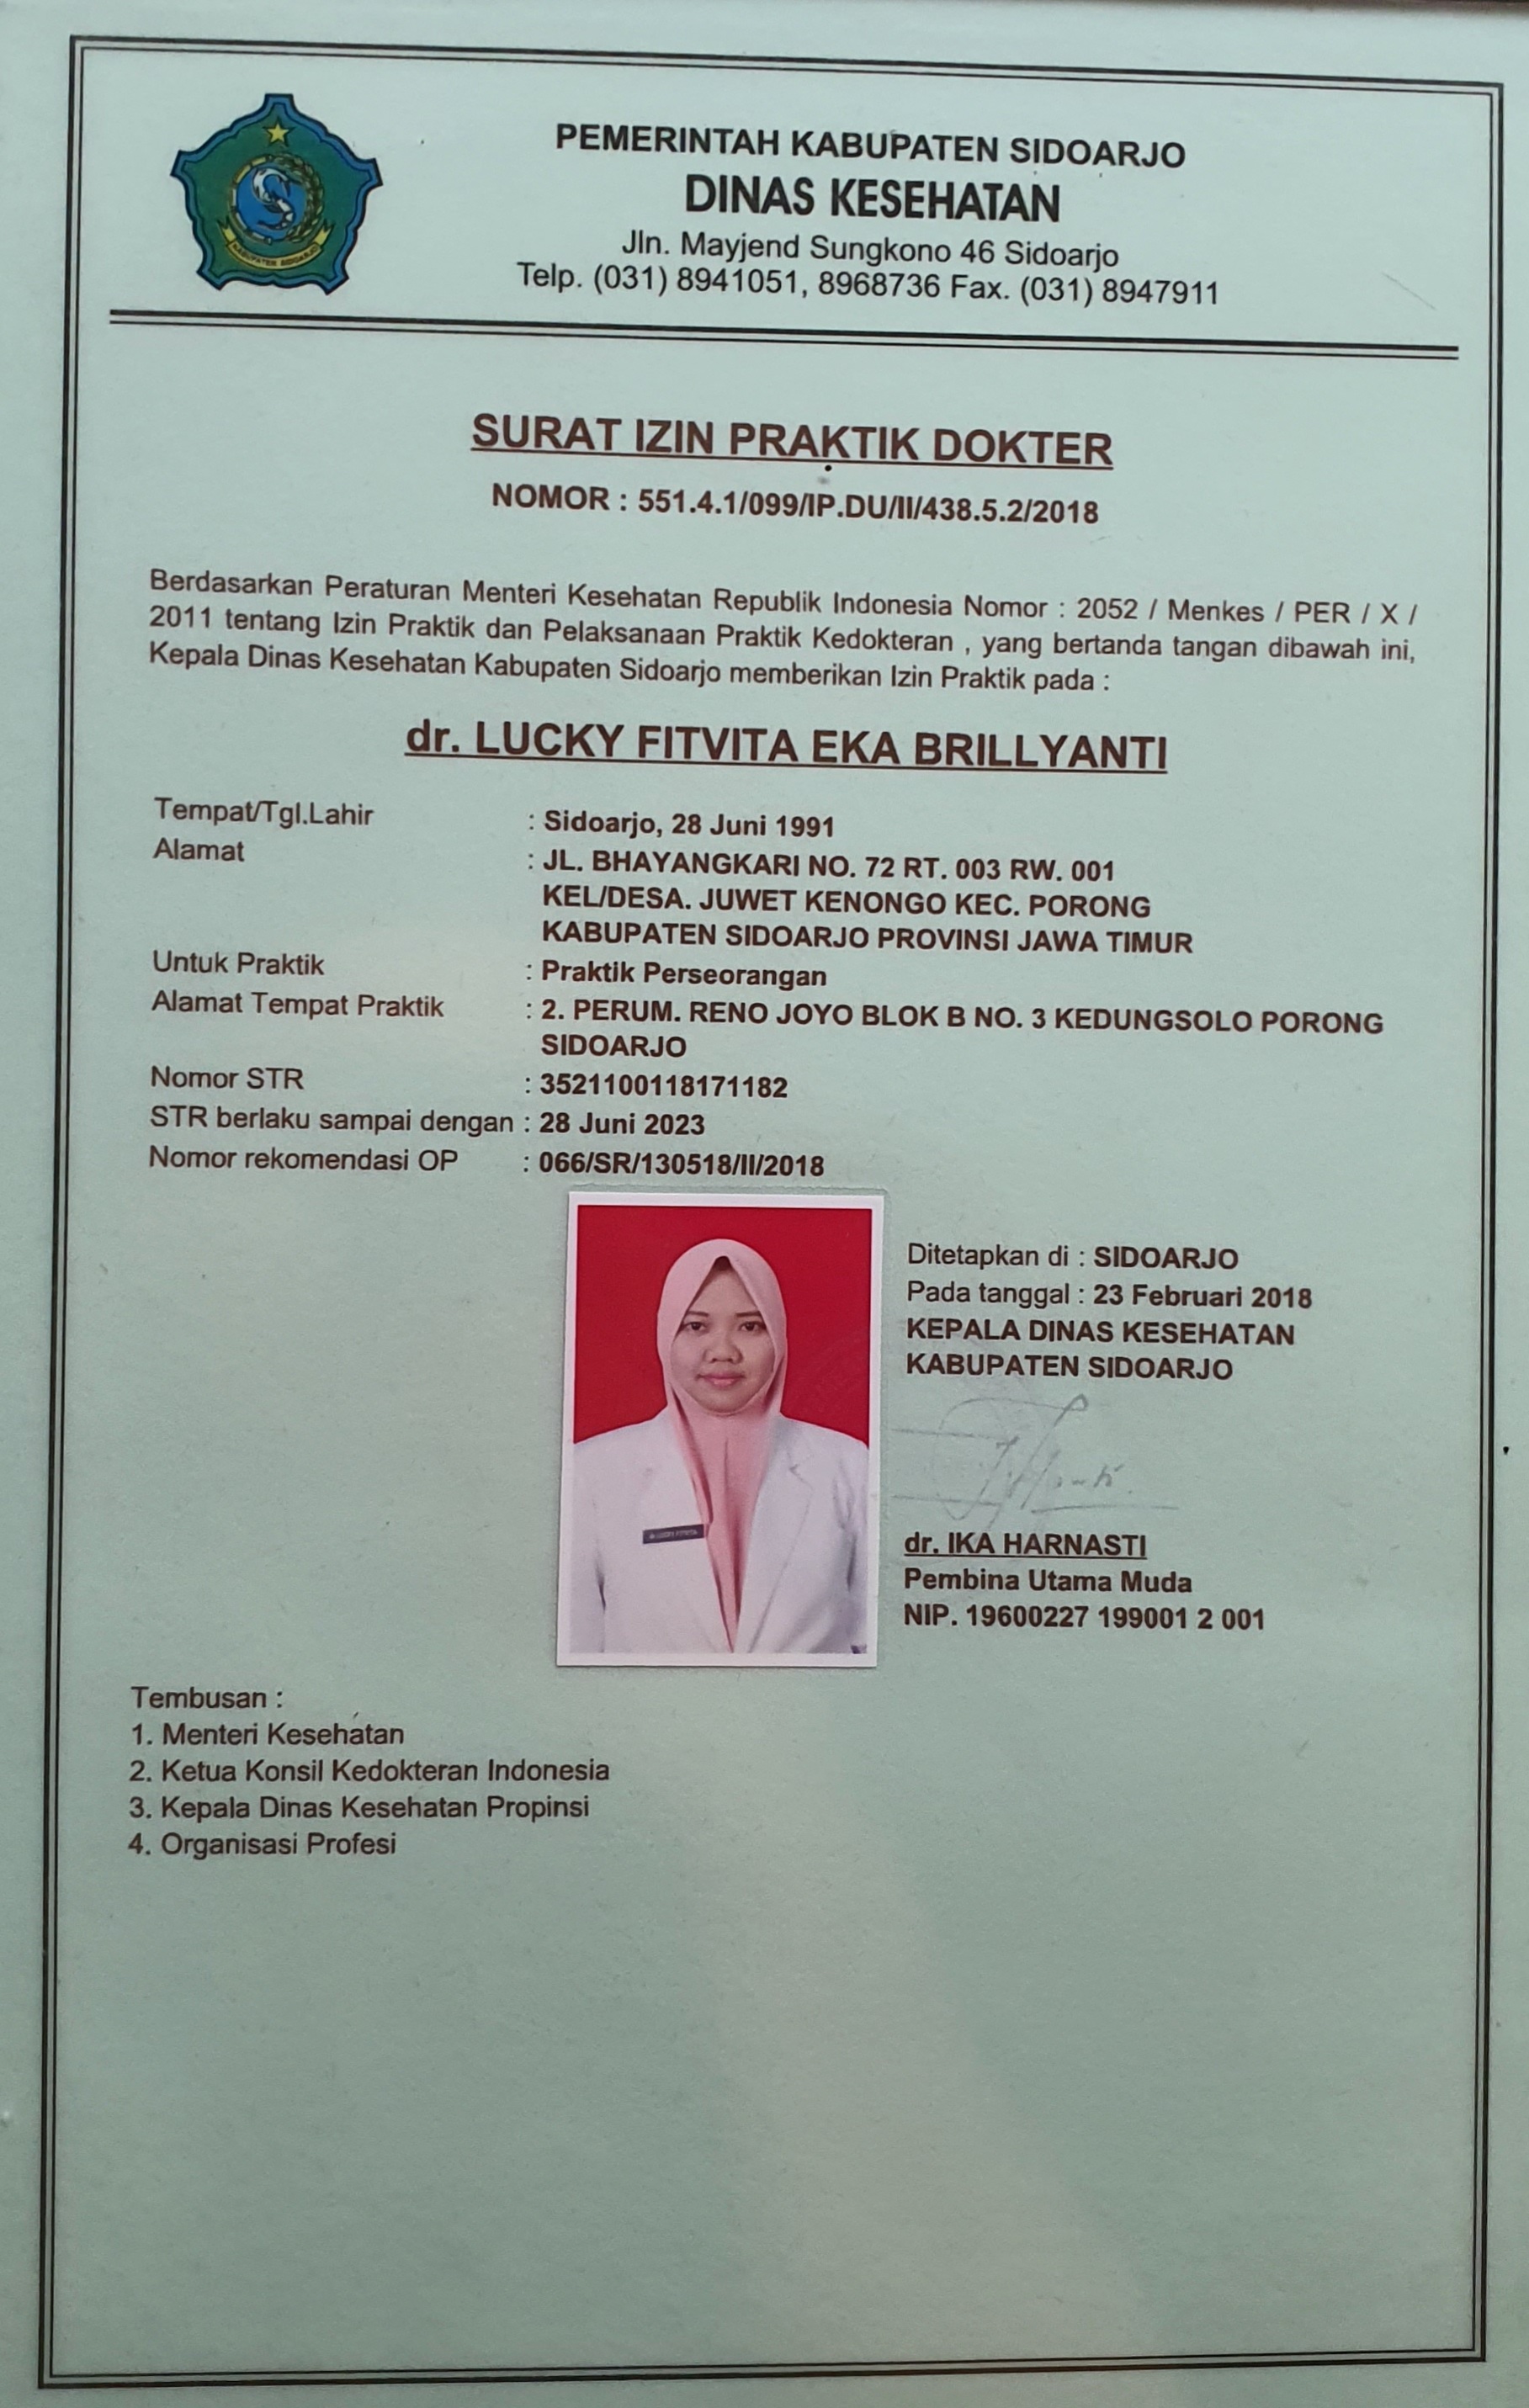 PEMERINTAH KABUPATEN SIDOARJO
DINAS KESEHATAN
Jln. Mayjend Sungkono 46 Sidoarjo
Telp. (031) 8941051, 8968736 Fax. (031) 8947911
KABUPATEN SIDOARJO
SURAT IZIN PRAKTIK DOKTER
NOMOR : 551.4.1/099/IP.DU/II/438.5.2/2018
Berdasarkan Peraturan Menteri Kesehatan Republik Indonesia Nomor : 2052 / Menkes / PER / X /
2011 tentang Izin Praktik dan Pelaksanaan Praktik Kedokteran , yang bertanda tangan dibawah ini,
Kepala Dinas Kesehatan Kabupaten Sidoarjo memberikan Izin Praktik pada :
dr. LUCKY FITVITA EKA BRILLYANTI
Tempat/Tgl.Lahir : Sidoarjo, 28 Juni 1991
Alamat : JL. BHAYANGKARI NO. 72 RT. 003 RW. 001
KEL/DESA. JUWET KENONGO KEC. PORONG
KABUPATEN SIDOARJO PROVINSI JAWA TIMUR
Untuk Praktik : Praktik Perseorangan
Alamat Tempat Praktik : 2. PERUM. RENO JOYO BLOK B NO. 3 KEDUNGSOLO PORONG
SIDOARJO
Nomor STR : 3521100118171182
STR berlaku sampai dengan : 28 Juni 2023
Nomor rekomendasi OP : 066/SR/130518/II/2018
Ditetapkan di : SIDOARJO
Pada tanggal : 23 Februari 2018
KEPALA DINAS KESEHATAN
KABUPATEN SIDOARJO
dr. LUCKY FITVITA
dr. IKA HARNASTI
Pembina Utama Muda
NIP. 19600227 199001 2 001
Tembusan :
1. Menteri Kesehatan
2. Ketua Konsil Kedokteran Indonesia
3. Kepala Dinas Kesehatan Propinsi
4. Organisasi Profesi